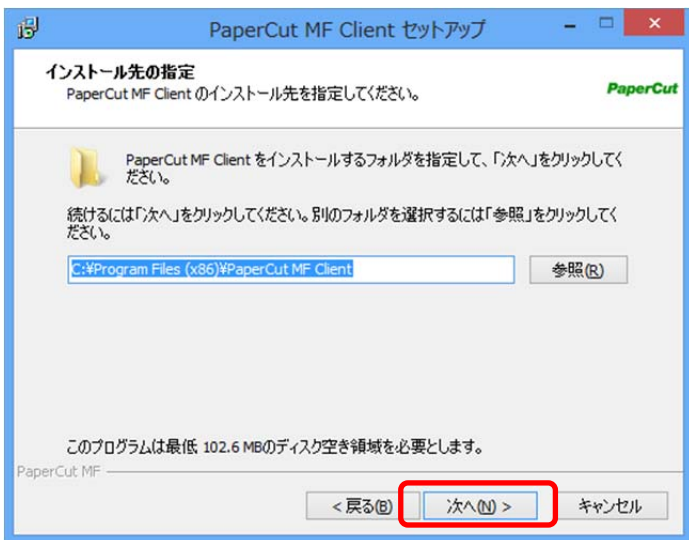 PaperCut MF Client セットアップ
インストール先の指定
PaperCut MF Client のインストール先を指定してください。
PaperCut
PaperCut MF Client をインストールするフォルダを指定して、「次へ」をクリックしてく
ださい。
続けるには「次へ」をクリックしてください。別のフォルダを選択するには「参照」をクリックしてく
ださい。
C:¥Program Files (x86)¥PaperCut MF Client
参照(R)
このプログラムは最低 102.6 MBのディスク空き領域を必要とします。
PaperCut MF
< 戻る(B)
次へ(N) >
キャンセル